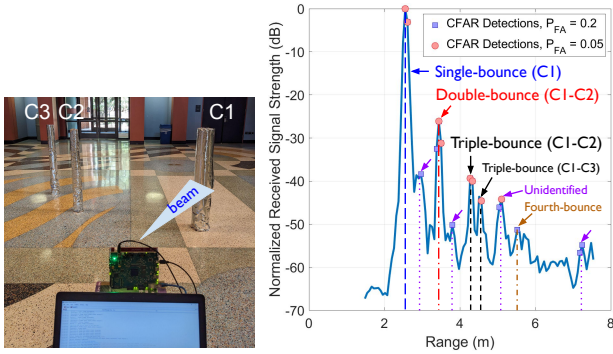 C3 C2 C1
beam
Normalized Received Signal Strength (dB)
0
-10
-20
-30
-40
-50
-60
-70
0 2 4 6 8
Range (m)
CFAR Detections, P_FA = 0.2
CFAR Detections, P_FA = 0.05
Single-bounce (C1)
Double-bounce (C1-C2)
Triple-bounce (C1-C2)
Triple-bounce (C1-C3)
Unidentified
Fourth-bounce